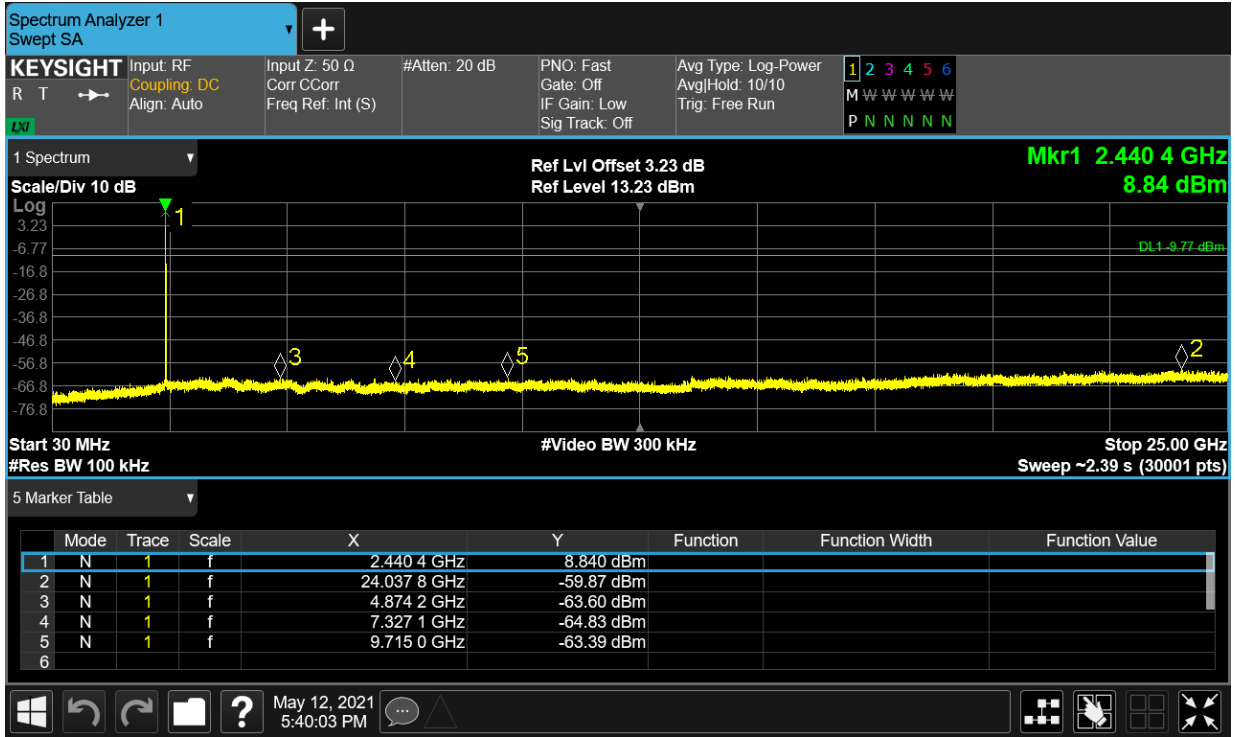 Spectrum Analyzer 1
Swept SA
+
KEYSIGHT
R T
LXI
Input: RF
Coupling: DC
Align: Auto
Input Z: 50 Ω
Corr CCorr
Freq Ref: Int (S)
#Atten: 20 dB
PNO: Fast
Gate: Off
IF Gain: Low
Sig Track: Off
Avg Type: Log-Power
Avg|Hold: 10/10
Trig: Free Run
1 2 3 4 5 6
M W W W W W
P N N N N N
1 Spectrum
Scale/Div 10 dB
Ref Lvl Offset 3.23 dB
Ref Level 13.23 dBm
Mkr1 2.440 4 GHz
8.84 dBm
Log
3.23
-6.77
-16.8
-26.8
-36.8
-46.8
-56.8
-66.8
-76.8
1
3
4
5
2
DL1 -9.77 dBm
Start 30 MHz
#Video BW 300 kHz
Stop 25.00 GHz
#Res BW 100 kHz
Sweep ~2.39 s (30001 pts)
5 Marker Table
Mode Trace Scale X Y Function Function Width Function Value
1 N 1 f 2.440 4 GHz 8.840 dBm
2 N 1 f 24.037 8 GHz -59.87 dBm
3 N 1 f 4.874 2 GHz -63.60 dBm
4 N 1 f 7.327 1 GHz -64.83 dBm
5 N 1 f 9.715 0 GHz -63.39 dBm
6
?
May 12, 2021
5:40:03 PM